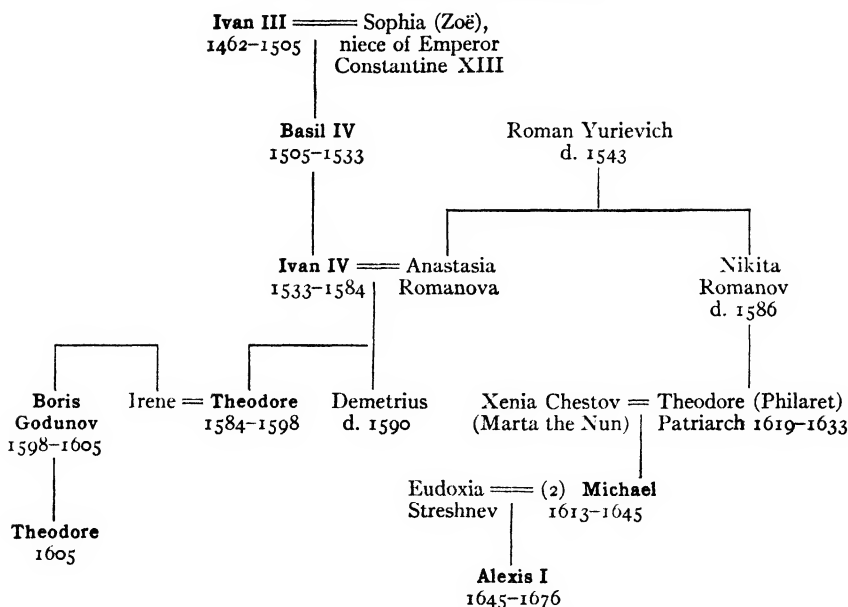 Ivan III == Sophia (Zoë),
1462–1505 niece of Emperor
Constantine XIII
Basil IV
1505–1533
Roman Yurievich
d. 1543
Ivan IV == Anastasia
1533–1584 Romanova
Nikita
Romanov
d. 1586
Boris
Godunov
1598–1605
Irene = Theodore
1584–1598
Demetrius
d. 1590
Xenia Chestov = Theodore (Philaret)
(Marta the Nun) Patriarch 1619–1633
Theodore
1605
Eudoxia == (2) Michael
Streshnev 1613–1645
Alexis I
1645–1676